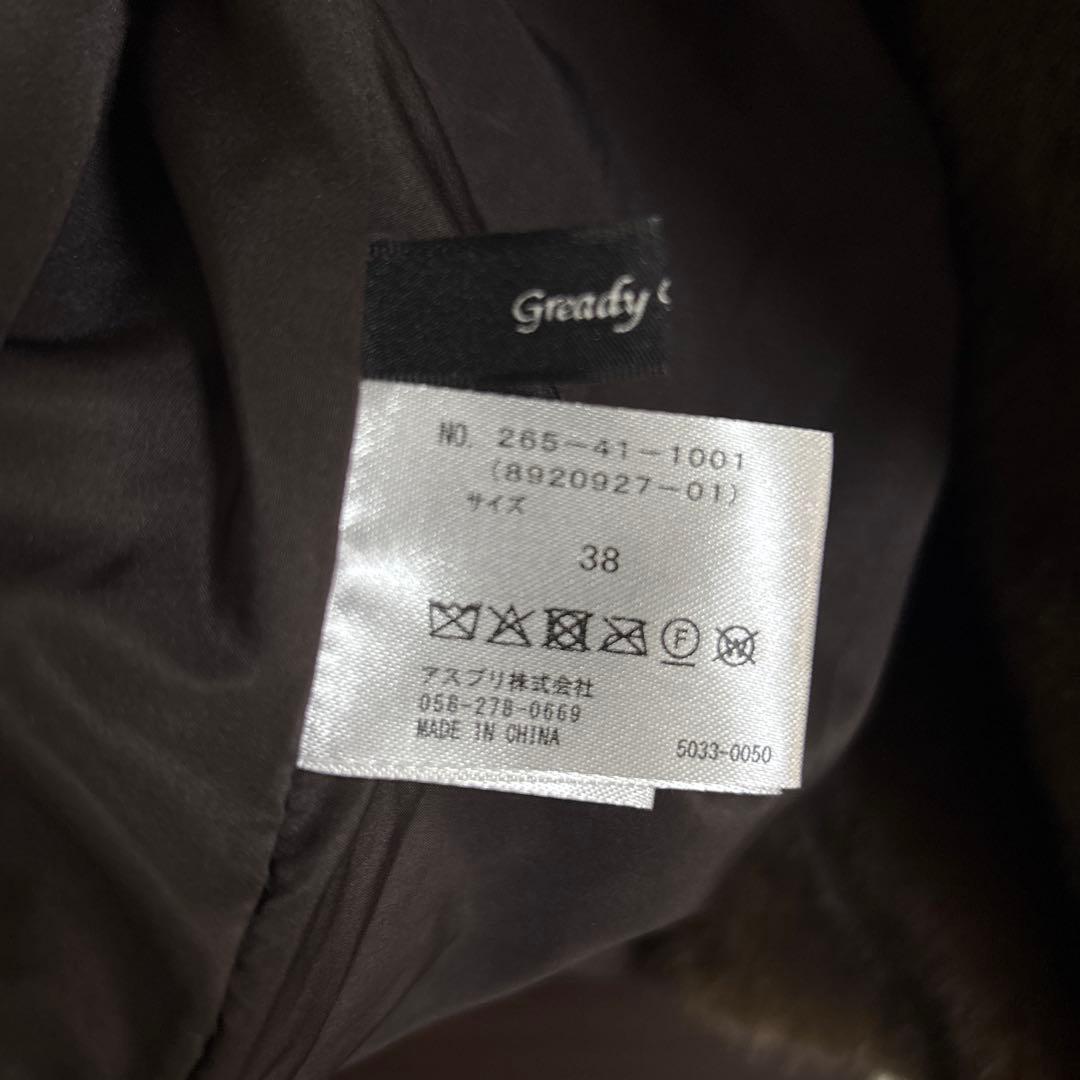 Gready
NO. 265-41-1001
(8920927-01)
サイズ
38
F
W
アスプリ株式会社
058-278-0669
MADE IN CHINA
5033-0050